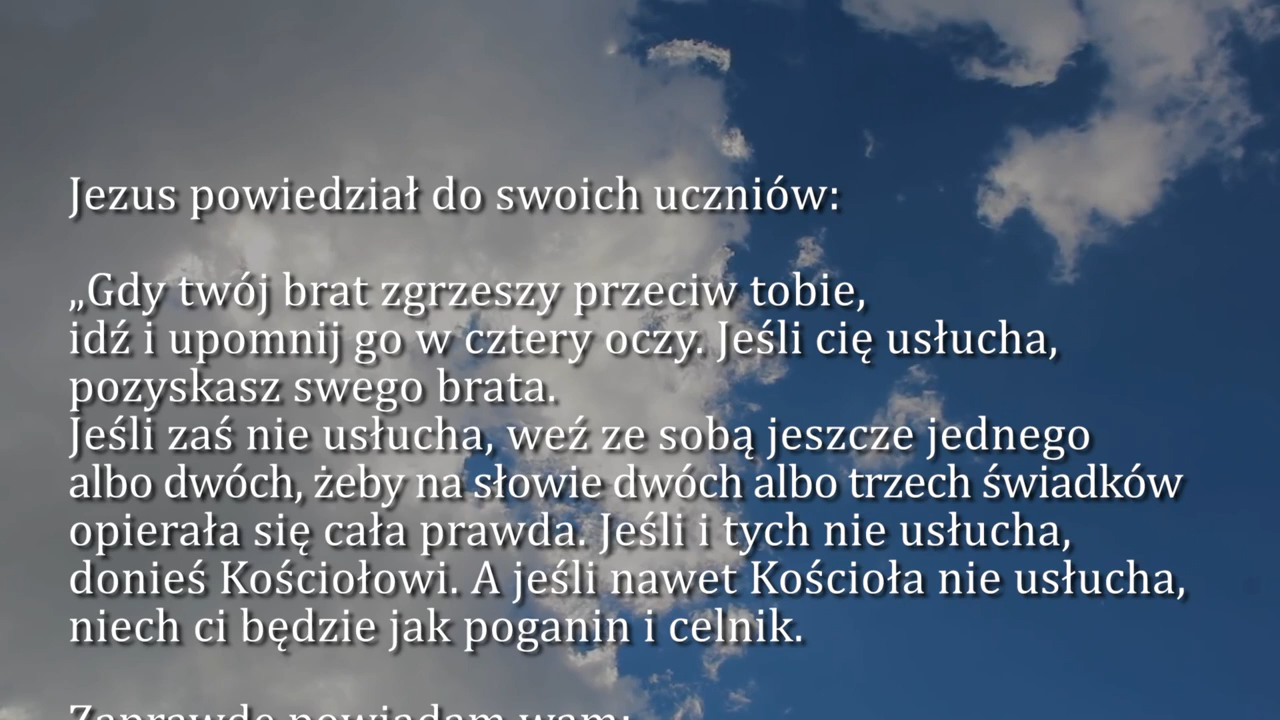 Jezus powiedział do swoich uczniów:
„Gdy twój brat zgrzeszy przeciw tobie,
idź i upomnij go w cztery oczy. Jeśli cię usłucha,
pozyskasz swego brata.
Jeśli zaś nie usłucha, weź ze sobą jeszcze jednego
albo dwóch, żeby na słowie dwóch albo trzech świadków
opierała się cała prawda. Jeśli i tych nie usłucha,
donieś Kościołowi. A jeśli nawet Kościoła nie usłucha,
niech ci będzie jak poganin i celnik.
Zaprawdę powiadam wam: